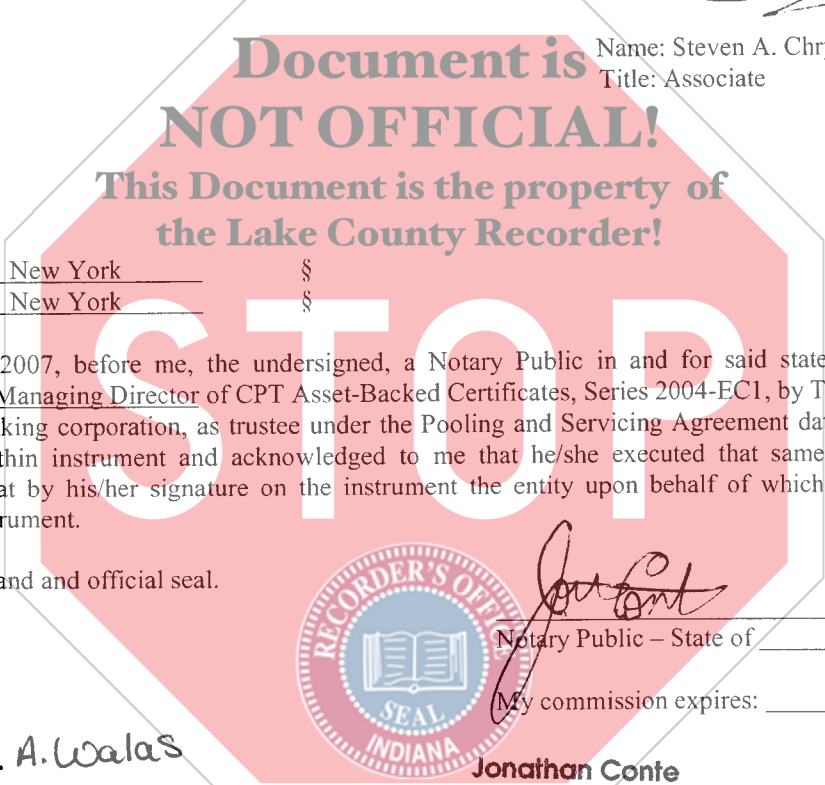 Document is
NOT OFFICIAL!
This Document is the property of
the Lake County Recorder!
Name: Steven A. Chry
Title: Associate
New York §
New York §
2007, before me, the undersigned, a Notary Public in and for said state
Managing Director of CPT Asset-Backed Certificates, Series 2004-EC1, by T
king corporation, as trustee under the Pooling and Servicing Agreement da
thin instrument and acknowledged to me that he/she executed that same
at by his/her signature on the instrument the entity upon behalf of which
rument.
STOP
and and official seal.
Jon Cont
Notary Public – State of
My commission expires:
RECORDER'S OFFICE
SEAL
INDIANA
. A. Walas
Jonathan Conte